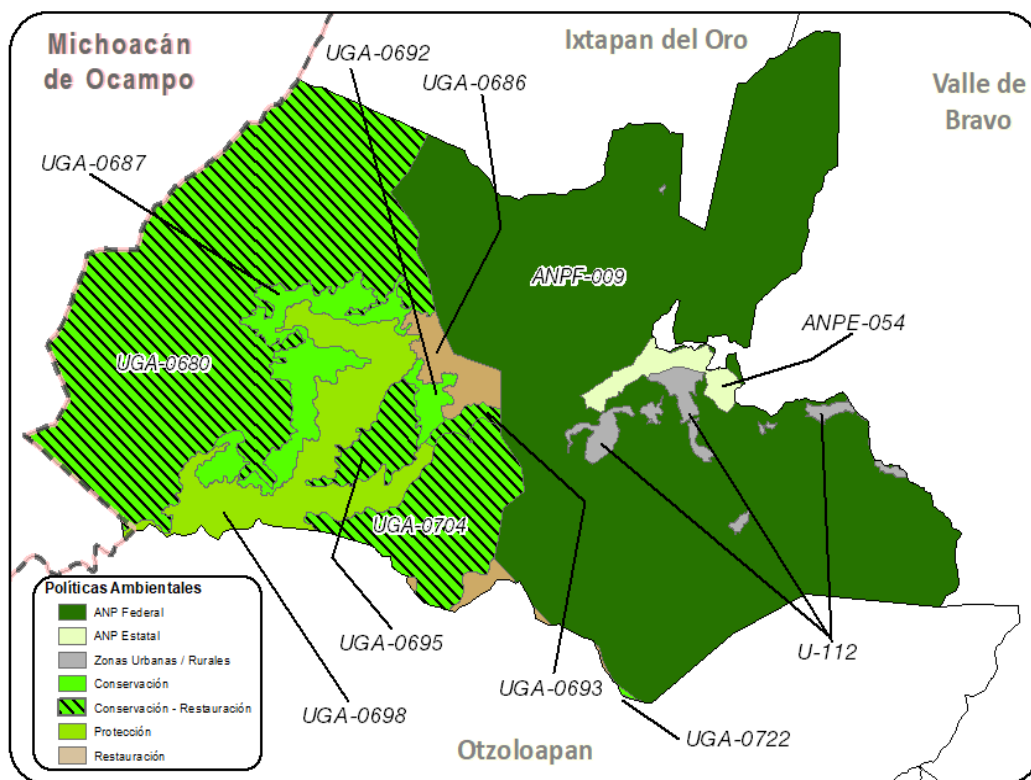 Michoacán
de Ocampo
Ixtapan del Oro
Valle de
Bravo
UGA-0692
UGA-0686
UGA-0687
ANPF-009
ANPE-054
UGA-0680
UGA-0704
UGA-0695
UGA-0698
UGA-0693
U-112
UGA-0722
Otzoloapan
Políticas Ambientales
ANP Federal
ANP Estatal
Zonas Urbanas / Rurales
Conservación
Conservación - Restauración
Protección
Restauración